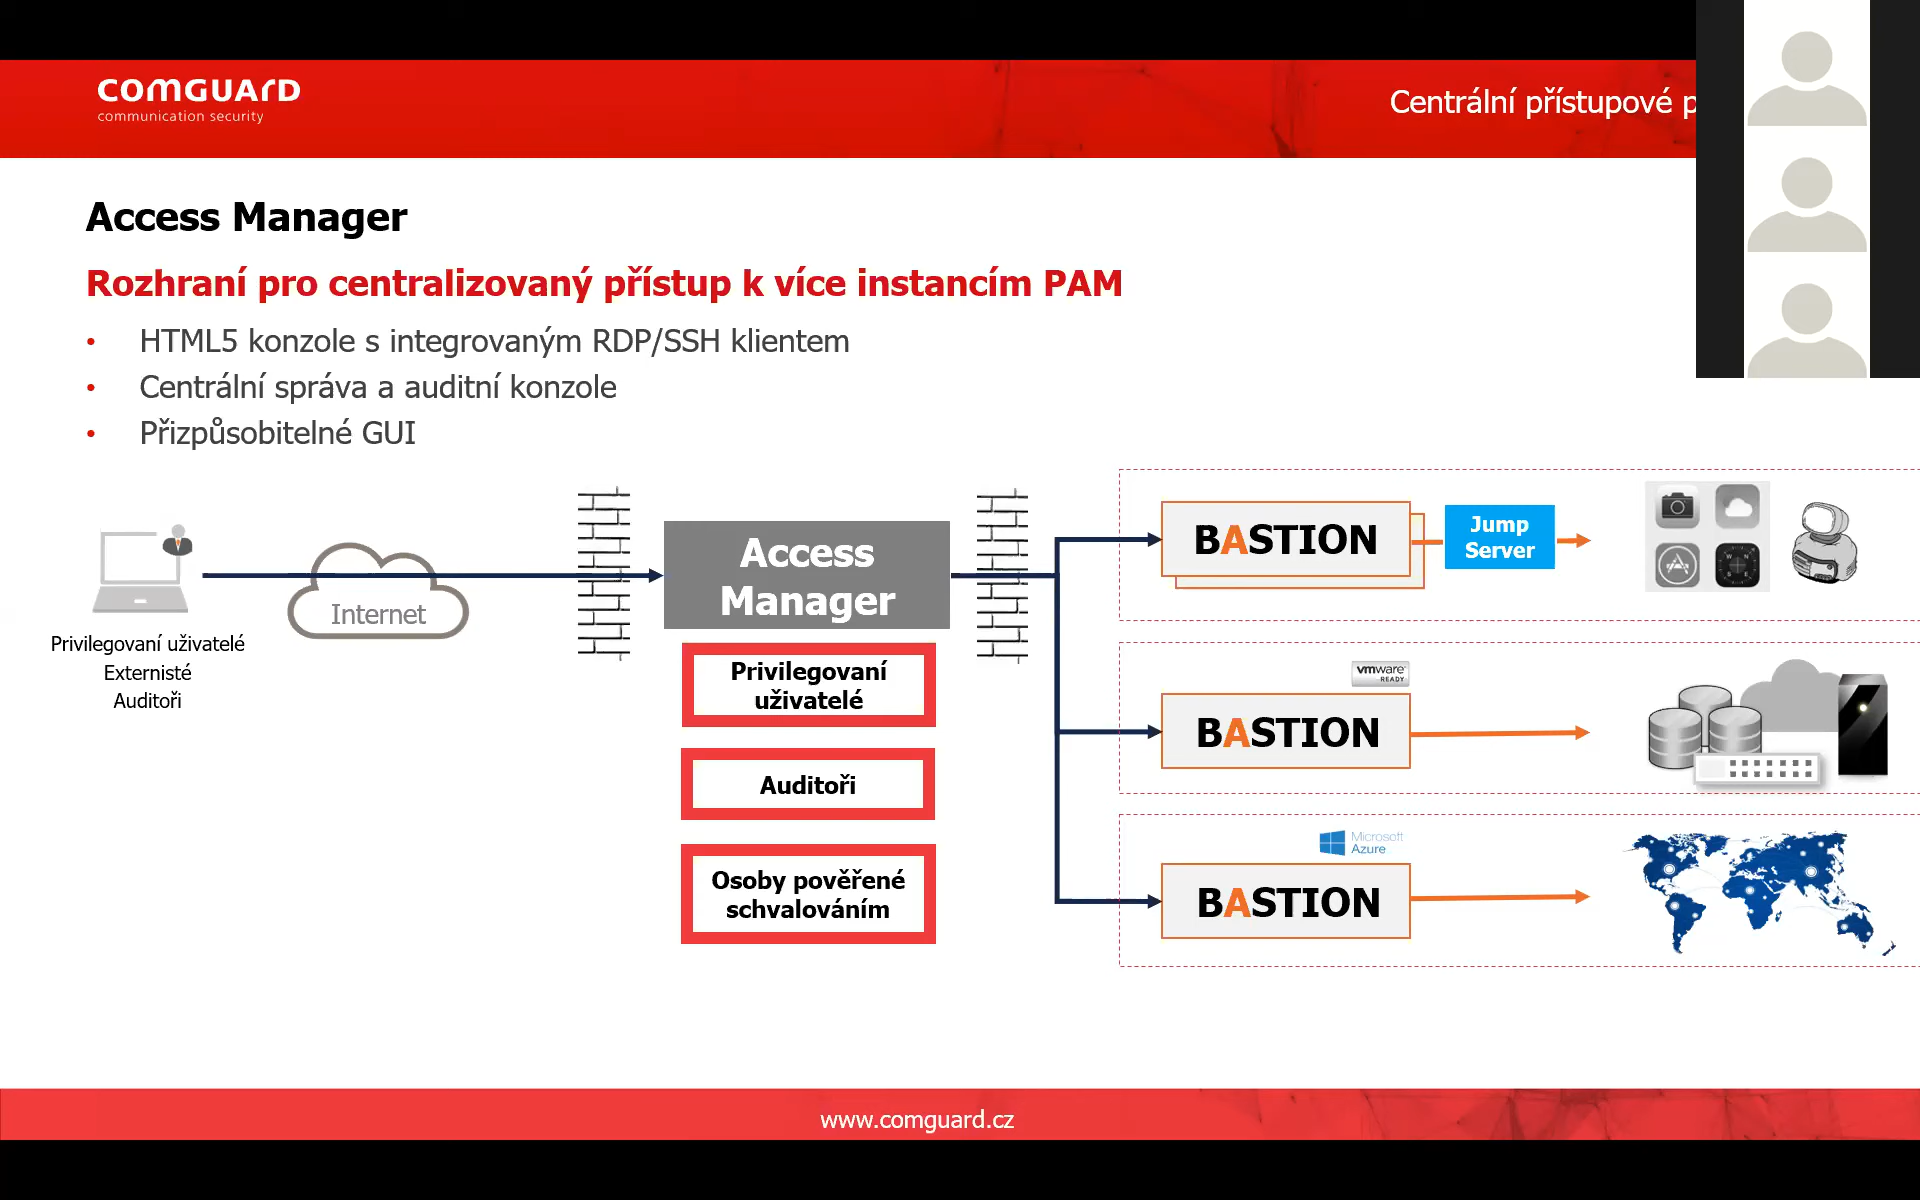 COMGUARD
communication security
Centrální přístupové
Access Manager
Rozhraní pro centralizovaný přístup k více instancím PAM
• HTML5 konzole s integrovaným RDP/SSH klientem
• Centrální správa a auditní konzole
• Přizpůsobitelné GUI
Internet
Privilegovaní uživatelé
Externisté
Auditoři
Access
Manager
Privilegovaní
uživatelé
Auditoři
Osoby pověřené
schvalováním
BASTION
Jump
Server
vmware
READY
BASTION
Microsoft
Azure
BASTION
www.comguard.cz